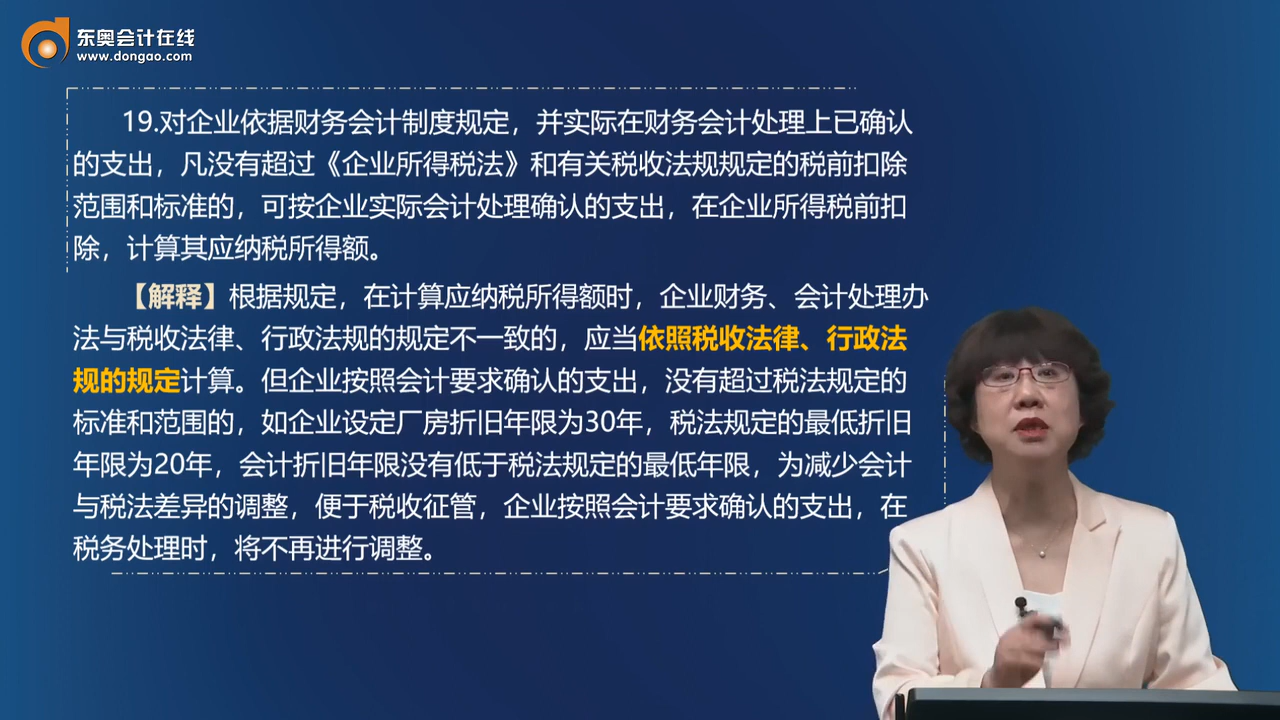 东奥会计在线
www.dongao.com
19.对企业依据财务会计制度规定，并实际在财务会计处理上已确认
的支出，凡没有超过《企业所得税法》和有关税收法规规定的税前扣除
范围和标准的，可按企业实际会计处理确认的支出，在企业所得税前扣
除，计算其应纳税所得额。
【解释】根据规定，在计算应纳税所得额时，企业财务、会计处理办
法与税收法律、行政法规的规定不一致的，应当依照税收法律、行政法
规的规定计算。但企业按照会计要求确认的支出，没有超过税法规定的
标准和范围的，如企业设定厂房折旧年限为30年，税法规定的最低折旧
年限为20年，会计折旧年限没有低于税法规定的最低年限，为减少会计
与税法差异的调整，便于税收征管，企业按照会计要求确认的支出，在
税务处理时，将不再进行调整。